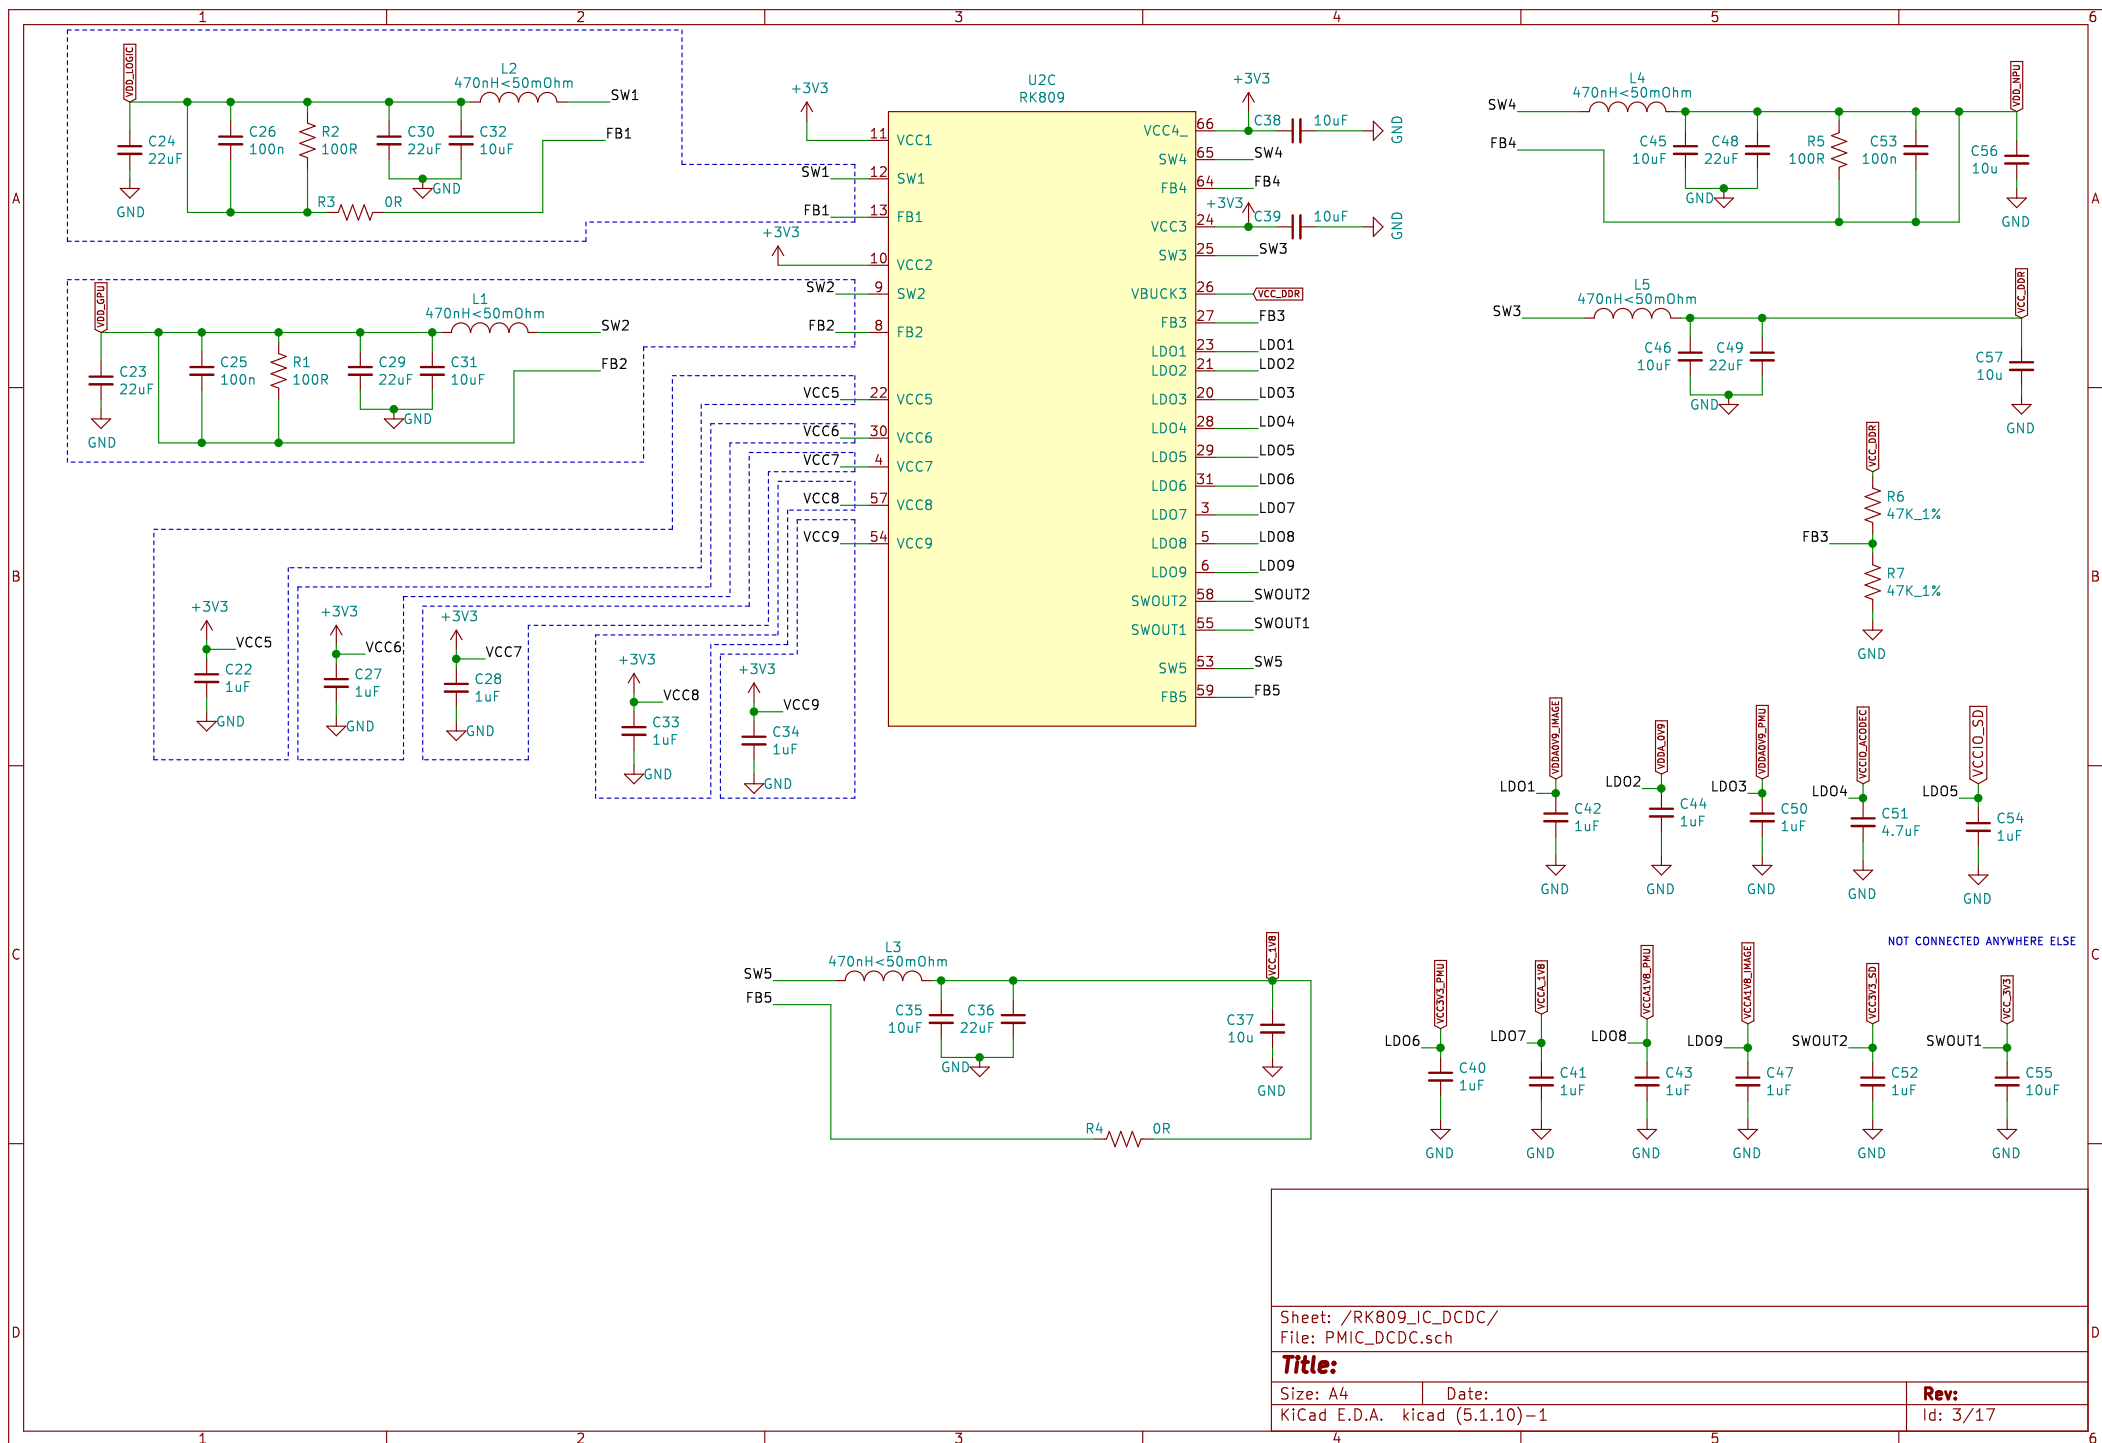 1 2 3 4 5 6
A
B
C
D
VDD_LOGIC
L2
470nH<50mOhm
SW1
FB1
C24
22uF
C26
100n
R2
100R
C30
22uF
C32
10uF
GND
GND
R3 0R
VDD_GPU
L1
470nH<50mOhm
SW2
FB2
C23
22uF
C25
100n
R1
100R
C29
22uF
C31
10uF
GND
GND
+3V3
VCC5
C22
1uF
GND
+3V3
VCC6
C27
1uF
GND
+3V3
VCC7
C28
1uF
GND
+3V3
VCC8
C33
1uF
GND
+3V3
VCC9
C34
1uF
GND
U2C
RK809
+3V3
11 VCC1
SW1 12 SW1
FB1 13 FB1
+3V3
10 VCC2
SW2 9 SW2
FB2 8 FB2
VCC5 22 VCC5
VCC6 30 VCC6
VCC7 4 VCC7
VCC8 57 VCC8
VCC9 54 VCC9
+3V3
VCC4_ 66 C38 10uF GND
SW4 65 SW4
FB4 64 FB4
+3V3
VCC3 24 C39 10uF GND
SW3 25 SW3
VBUCK3 26 VCC_DDR
FB3 27 FB3
LDO1 23 LDO1
LDO2 21 LDO2
LDO3 20 LDO3
LDO4 28 LDO4
LDO5 29 LDO5
LDO6 31 LDO6
LDO7 3 LDO7
LDO8 5 LDO8
LDO9 6 LDO9
SWOUT2 58 SWOUT2
SWOUT1 55 SWOUT1
SW5 53 SW5
FB5 59 FB5
L4
470nH<50mOhm
SW4
FB4
VDD_NPU
C45
10uF
C48
22uF
R5
100R
C53
100n
C56
10u
GND
GND
L5
470nH<50mOhm
SW3
VCC_DDR
C46
10uF
C49
22uF
C57
10u
GND
GND
VCC_DDR
R6
47K_1%
FB3
R7
47K_1%
GND
VDDA0V9_IMAGE
LDO1
C42
1uF
GND
VDDA_0V9
LDO2
C44
1uF
GND
VDDA0V9_PMU
LDO3
C50
1uF
GND
VCCIO_ACODEC
LDO4
C51
4.7uF
GND
VCCIO_SD
LDO5
C54
1uF
GND
NOT CONNECTED ANYWHERE ELSE
VCC3V3_PMU
LDO6
C40
1uF
GND
VCCA_1V8
LDO7
C41
1uF
GND
VCCA1V8_PMU
LDO8
C43
1uF
GND
VCCA1V8_IMAGE
LDO9
C47
1uF
GND
VCC3V3_SD
SWOUT2
C52
1uF
GND
VCC_3V3
SWOUT1
C55
10uF
GND
L3
470nH<50mOhm
SW5
FB5
VCC_1V8
C35
10uF
C36
22uF
C37
10u
GND
GND
R4 0R
Sheet: /RK809_IC_DCDC/
File: PMIC_DCDC.sch
Title:
Size: A4 Date: Rev:
KiCad E.D.A. kicad (5.1.10)-1 Id: 3/17
A
B
C
D
1 2 3 4 5 6